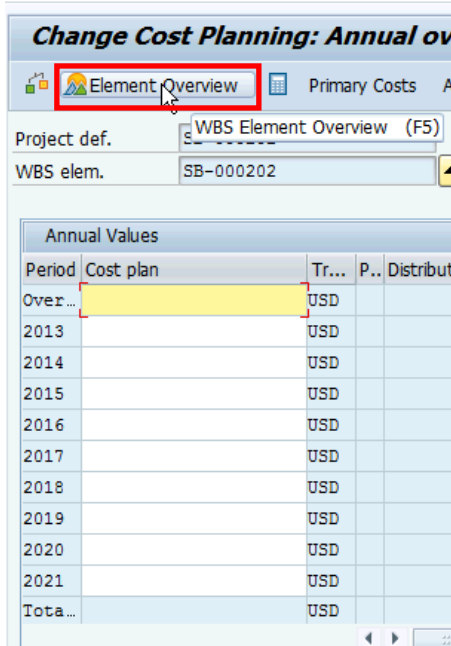 Change Cost Planning: Annual ov
Element Overview Primary Costs A
WBS Element Overview (F5)
Project def.
WBS elem. SB-000202
Annual Values
Period Cost plan Tr... P.. Distribut
Over... USD
2013 USD
2014 USD
2015 USD
2016 USD
2017 USD
2018 USD
2019 USD
2020 USD
2021 USD
Tota... USD